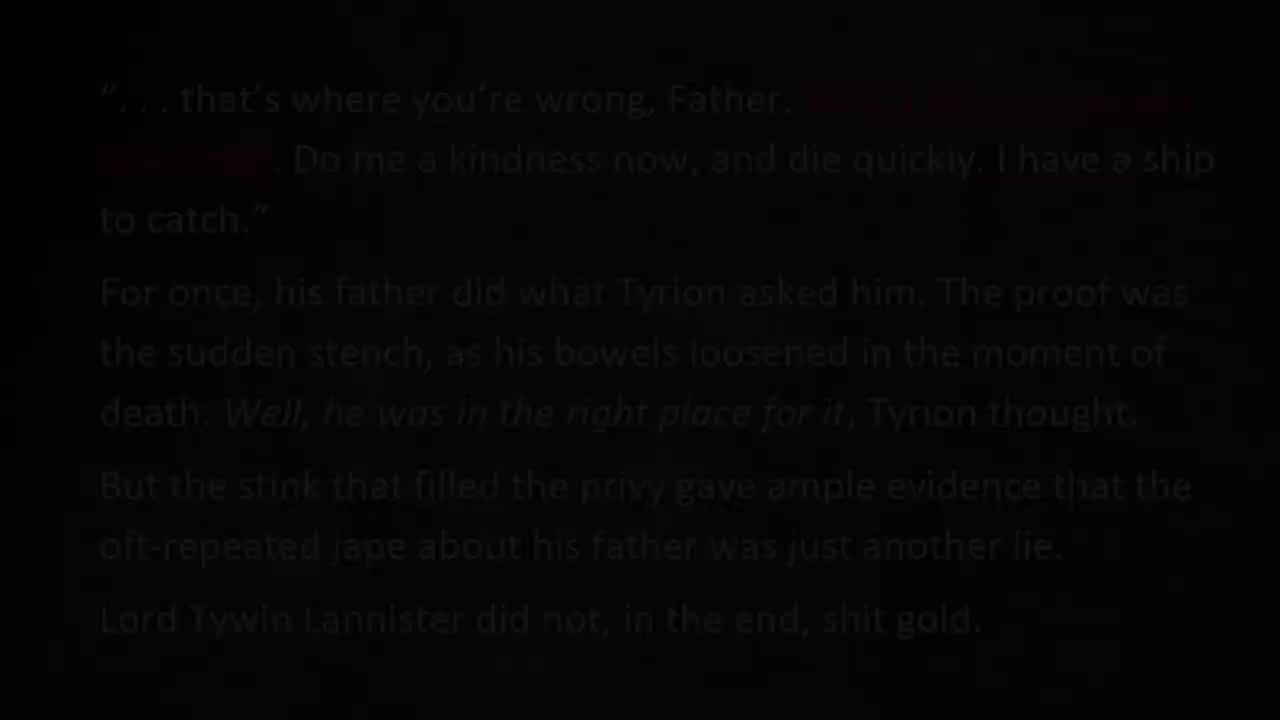 “. . . that’s where you’re wrong, Father.
. Do me a kindness now, and die quickly. I have a ship
to catch.”
For once, his father did what Tyrion asked him. The proof was
the sudden stench, as his bowels loosened in the moment of
death. Well, he was in the right place for it, Tyrion thought.
But the stink that filled the privy gave ample evidence that the
oft-repeated jape about his father was just another lie.
Lord Tywin Lannister did not, in the end, shit gold.